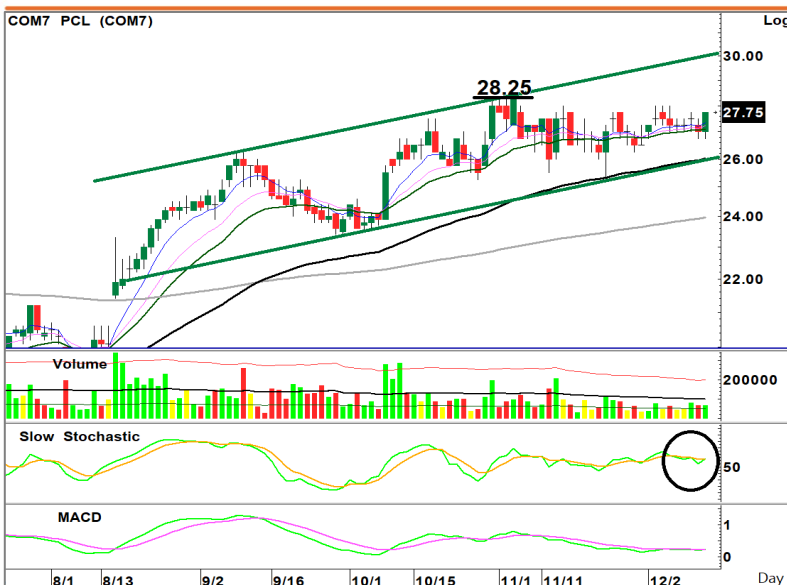 COM7 PCL (COM7)
Log
30.00
28.25
27.75
26.00
24.00
22.00
Volume
200000
Slow Stochastic
50
MACD
1
0
8/1 8/13 9/2 9/16 10/1 10/15 11/1 11/11 12/2 Day